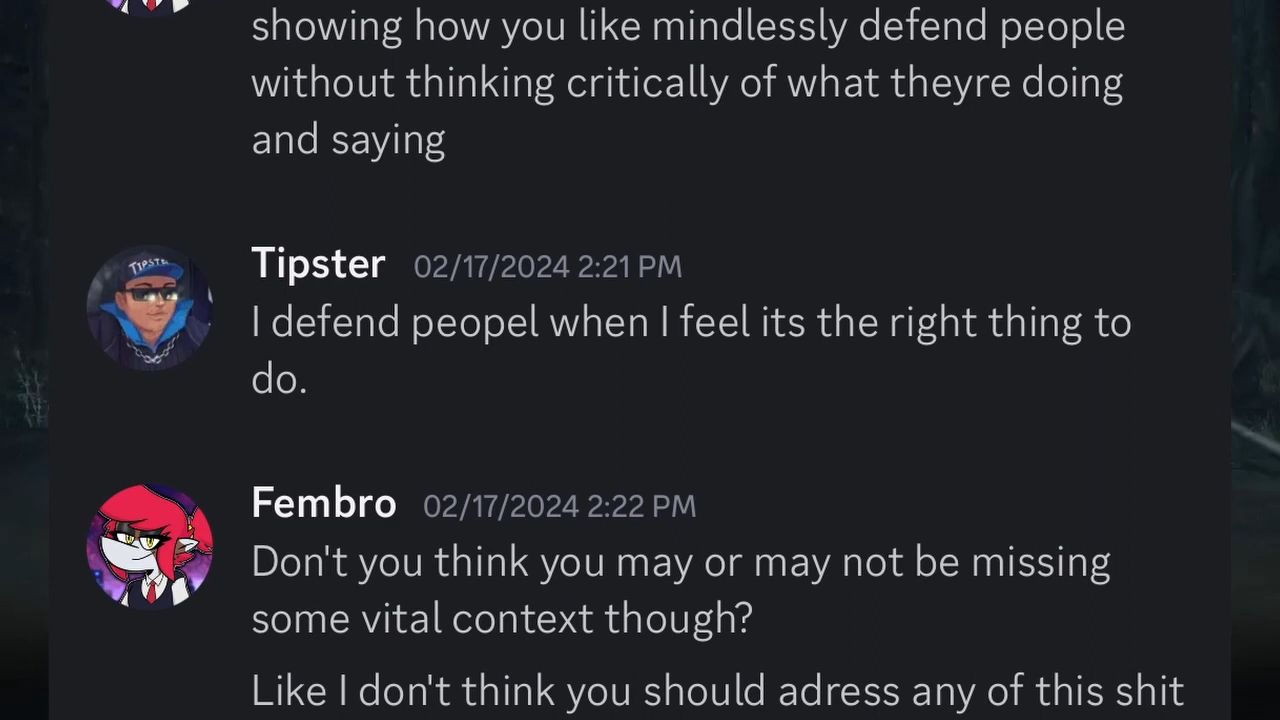 showing how you like mindlessly defend people
without thinking critically of what theyre doing
and saying
TIPSTE
Tipster 02/17/2024 2:21 PM
I defend peopel when I feel its the right thing to
do.
Fembro 02/17/2024 2:22 PM
Don't you think you may or may not be missing
some vital context though?
Like I don't think you should adress any of this shit